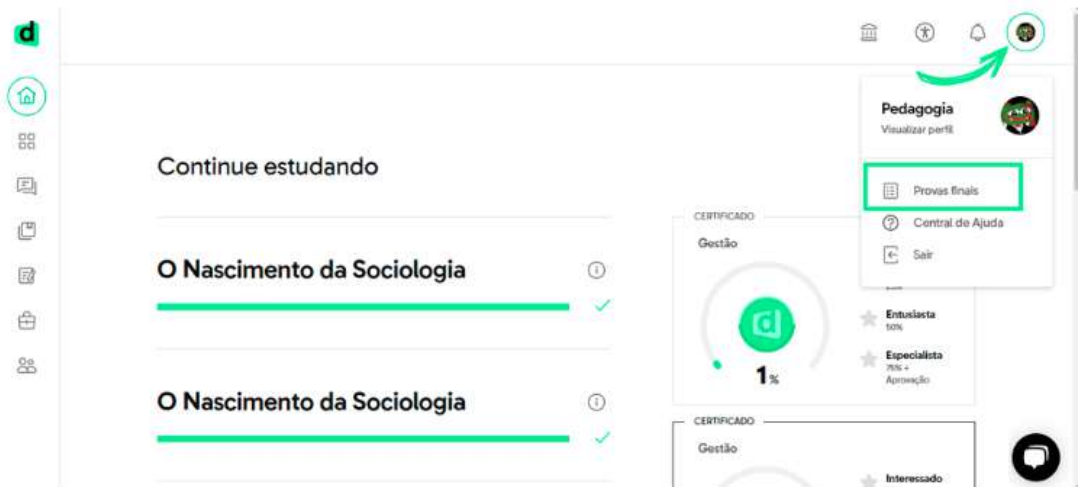 d
Pedagogia
Visualizar perfil
Provas finais
Central de Ajuda
Sair
Continue estudando
O Nascimento da Sociologia
O Nascimento da Sociologia
CERTIFICADO
Gestão
d
1%
Entusiasta
50%
Especialista
75% +
Aprovação
CERTIFICADO
Gestão
Interessado